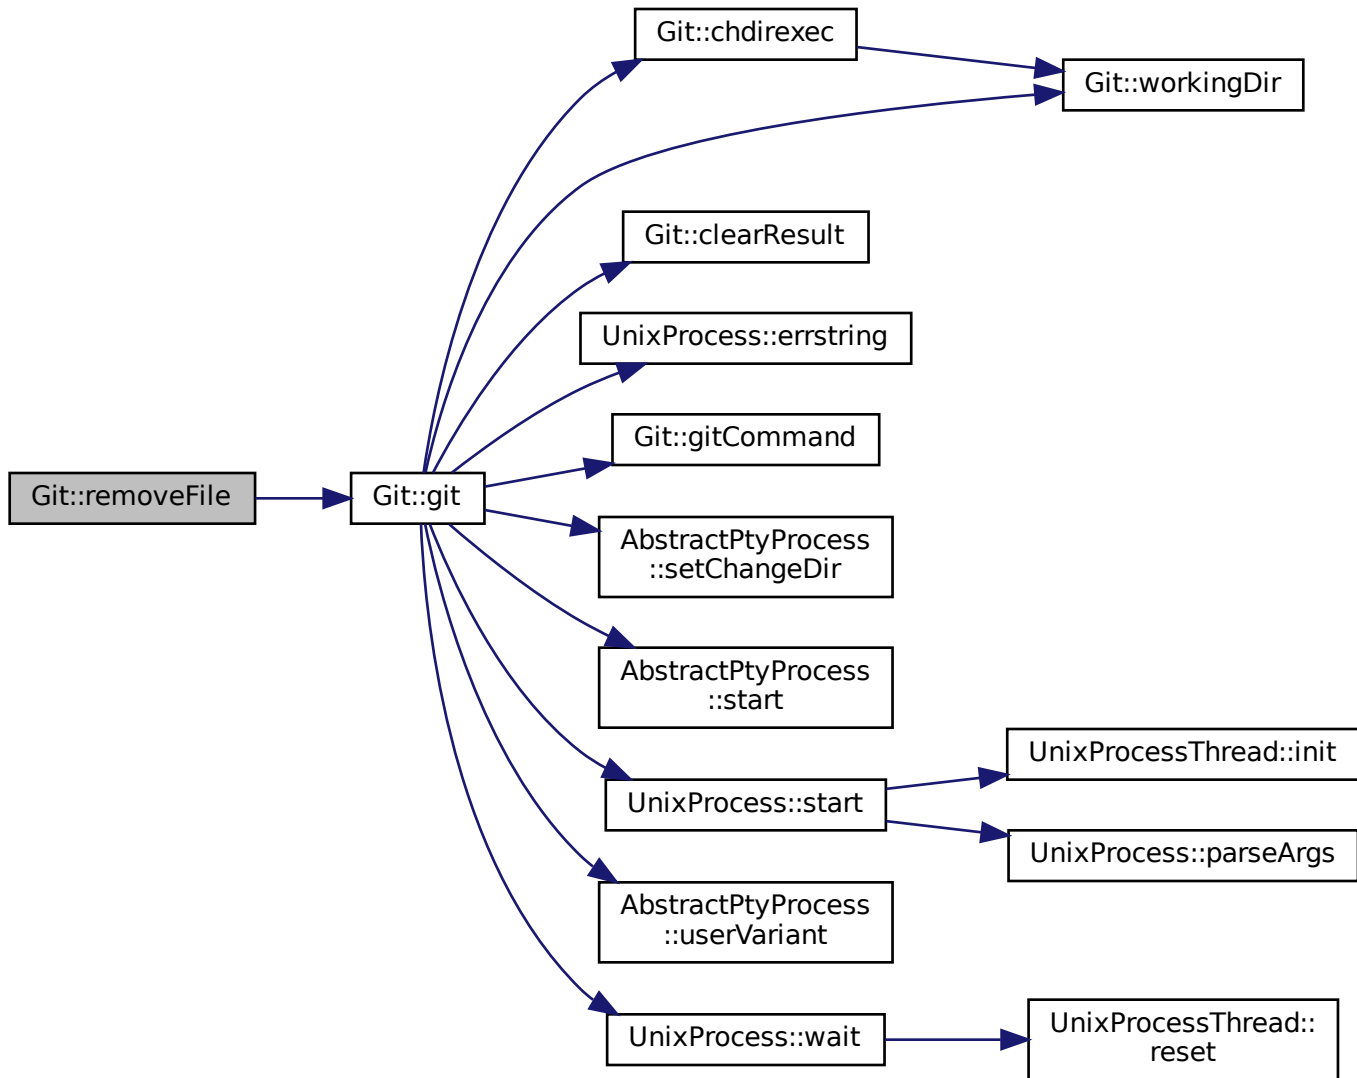 Git::chdirexec
Git::workingDir
Git::clearResult
UnixProcess::errstring
Git::gitCommand
Git::removeFile
Git::git
AbstractPtyProcess
::setChangeDir
AbstractPtyProcess
::start
UnixProcessThread::init
UnixProcess::start
UnixProcess::parseArgs
AbstractPtyProcess
::userVariant
UnixProcess::wait
UnixProcessThread::
reset